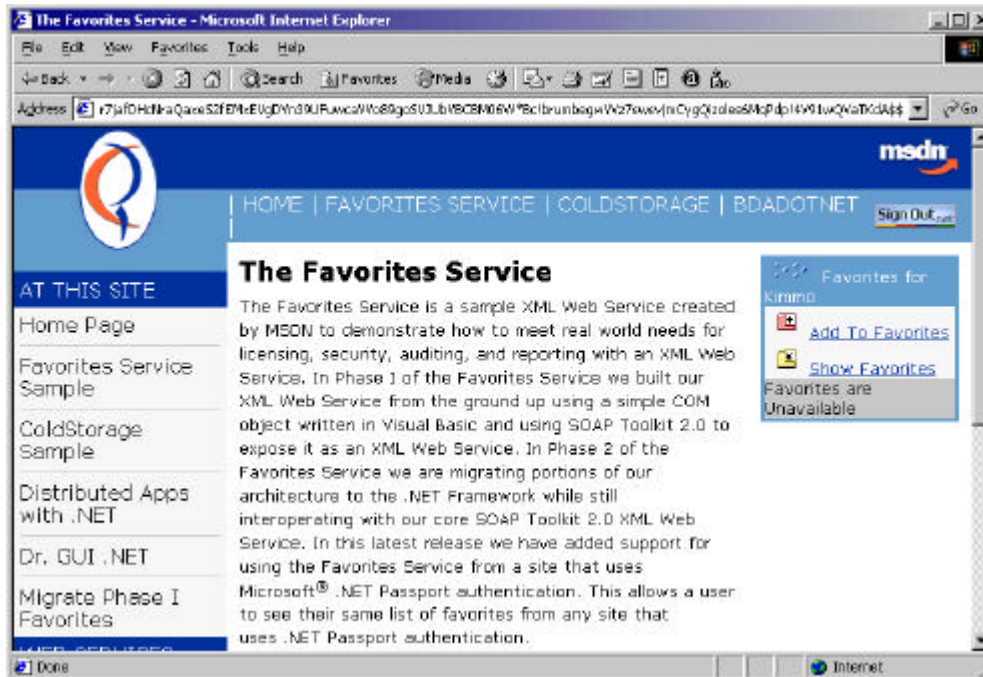 The Favorites Service - Microsoft Internet Explorer
File Edit View Favorites Tools Help
Back Search Favorites Media
Address Go
msdn
| HOME | FAVORITES SERVICE | COLDSTORAGE | BDADOTNET
|
Sign Out.net
AT THIS SITE
Home Page
Favorites Service
Sample
ColdStorage
Sample
Distributed Apps
with .NET
Dr. GUI .NET
Migrate Phase I
Favorites
WEB SERVICES
The Favorites Service
The Favorites Service is a sample XML Web Service created
by MSDN to demonstrate how to meet real world needs for
licensing, security, auditing, and reporting with an XML Web
Service. In Phase I of the Favorites Service we built our
XML Web Service from the ground up using a simple COM
object written in Visual Basic and using SOAP Toolkit 2.0 to
expose it as an XML Web Service. In Phase 2 of the
Favorites Service we are migrating portions of our
architecture to the .NET Framework while still
interoperating with our core SOAP Toolkit 2.0 XML Web
Service. In this latest release we have added support for
using the Favorites Service from a site that uses
Microsoft® .NET Passport authentication. This allows a user
to see their same list of favorites from any site that
uses .NET Passport authentication.
Favorites for
Kimmo
Add To Favorites
Show Favorites
Favorites are
Unavailable
Done
Internet